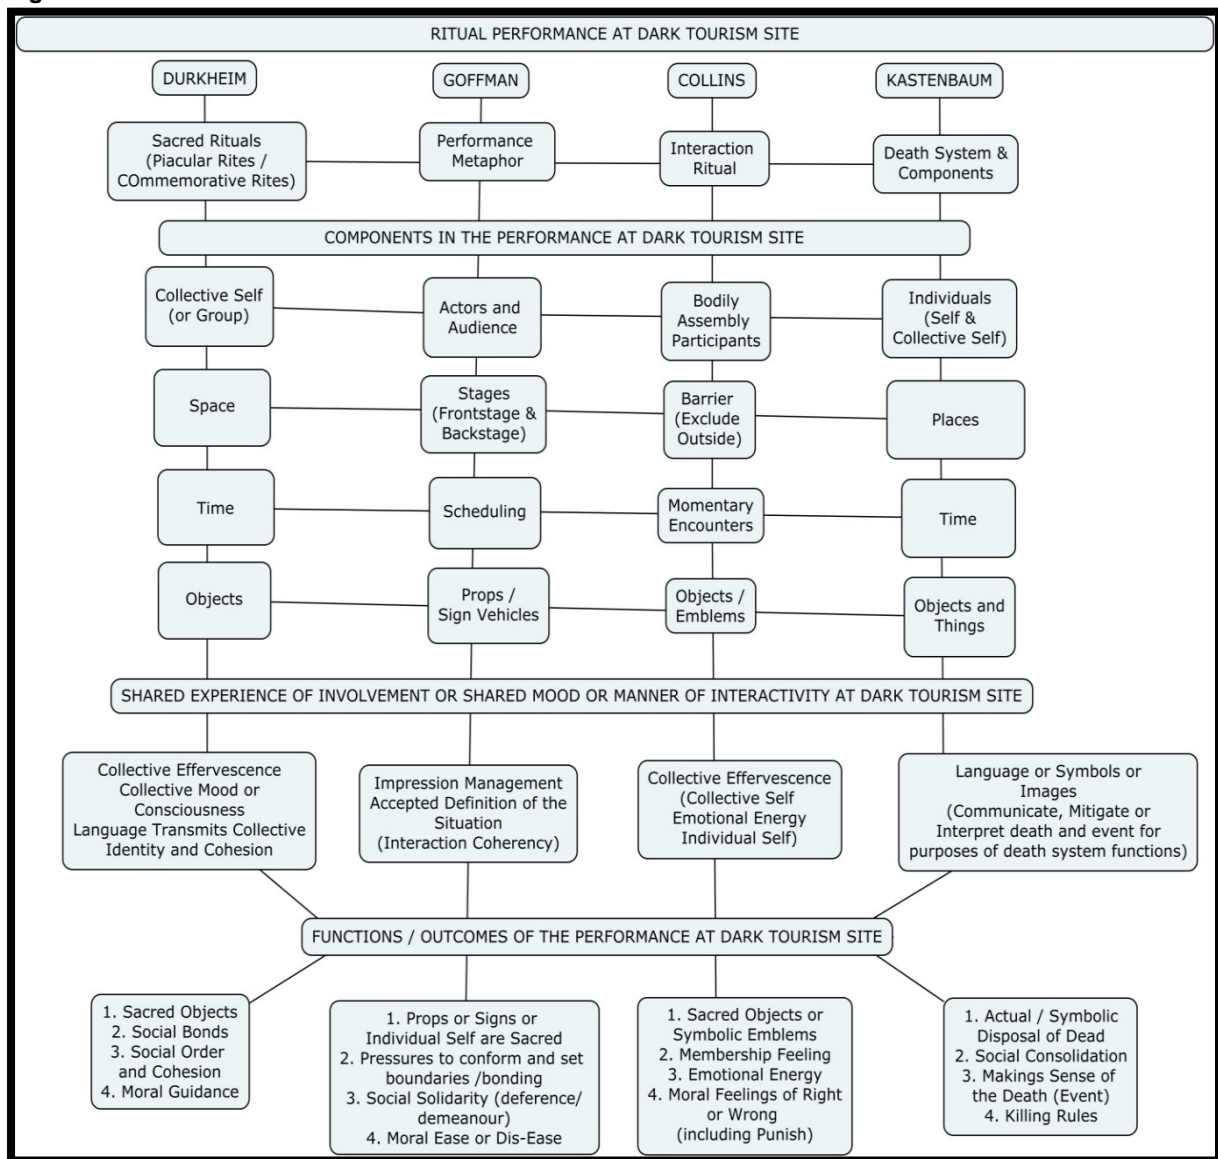 RITUAL PERFORMANCE AT DARK TOURISM SITE
DURKHEIM
GOFFMAN
COLLINS
KASTENBAUM
Sacred Rituals
(Piacular Rites /
COmmemorative Rites)
Performance
Metaphor
Interaction
Ritual
Death System &
Components
COMPONENTS IN THE PERFORMANCE AT DARK TOURISM SITE
Collective Self
(or Group)
Actors and
Audience
Bodily
Assembly
Participants
Individuals
(Self &
Collective Self)
Space
Stages
(Frontstage &
Backstage)
Barrier
(Exclude
Outside)
Places
Time
Scheduling
Momentary
Encounters
Time
Objects
Props /
Sign Vehicles
Objects /
Emblems
Objects and
Things
SHARED EXPERIENCE OF INVOLVEMENT OR SHARED MOOD OR MANNER OF INTERACTIVITY AT DARK TOURISM SITE
Collective Effervescence
Collective Mood or
Consciousness
Language Transmits Collective
Identity and Cohesion
Impression Management
Accepted Definition of the
Situation
(Interaction Coherency)
Collective Effervescence
(Collective Self
Emotional Energy
Individual Self)
Language or Symbols or
Images
(Communicate, Mitigate or
Interpret death and event for
purposes of death system functions)
FUNCTIONS / OUTCOMES OF THE PERFORMANCE AT DARK TOURISM SITE
1. Sacred Objects
2. Social Bonds
3. Social Order
and Cohesion
4. Moral Guidance
1. Props or Signs or
Individual Self are Sacred
2. Pressures to conform and set
boundaries /bonding
3. Social Solidarity (deference/
demeanour)
4. Moral Ease or Dis-Ease
1. Sacred Objects or
Symbolic Emblems
2. Membership Feeling
3. Emotional Energy
4. Moral Feelings of Right
or Wrong
(including Punish)
1. Actual / Symbolic
Disposal of Dead
2. Social Consolidation
3. Makings Sense of
the Death (Event)
4. Killing Rules